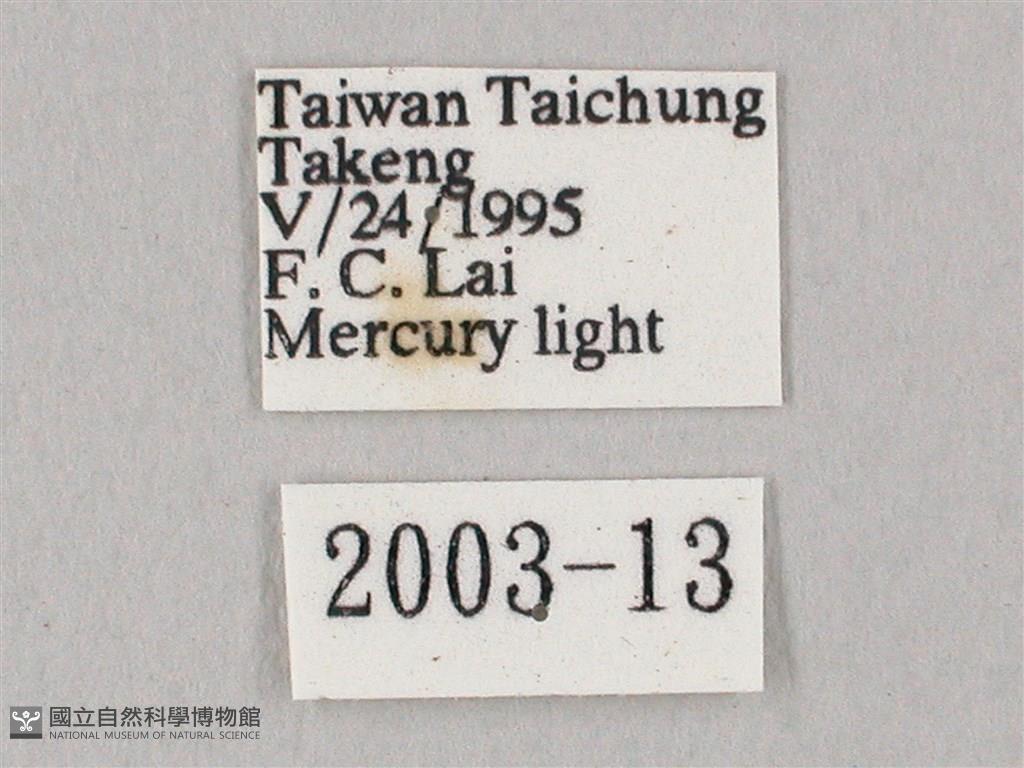 Taiwan Taichung
Takeng
V/24/1995
F. C. Lai
Mercury light
2003-13
國立自然科學博物館
NATIONAL MUSEUM OF NATURAL SCIENCE